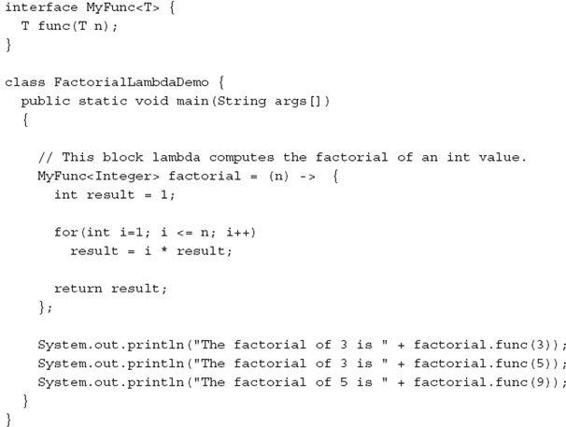 interface MyFunc<T> {
  T func(T n);
}

class FactorialLambdaDemo {
  public static void main(String args[])
  {

    // This block lambda computes the factorial of an int value.
    MyFunc<Integer> factorial = (n) ->  {
      int result = 1;

      for(int i=1; i <= n; i++)
        result = i * result;

      return result;
    };

    System.out.println("The factorial of 3 is " + factorial.func(3));
    System.out.println("The factorial of 3 is " + factorial.func(5));
    System.out.println("The factorial of 5 is " + factorial.func(9));
  }
}